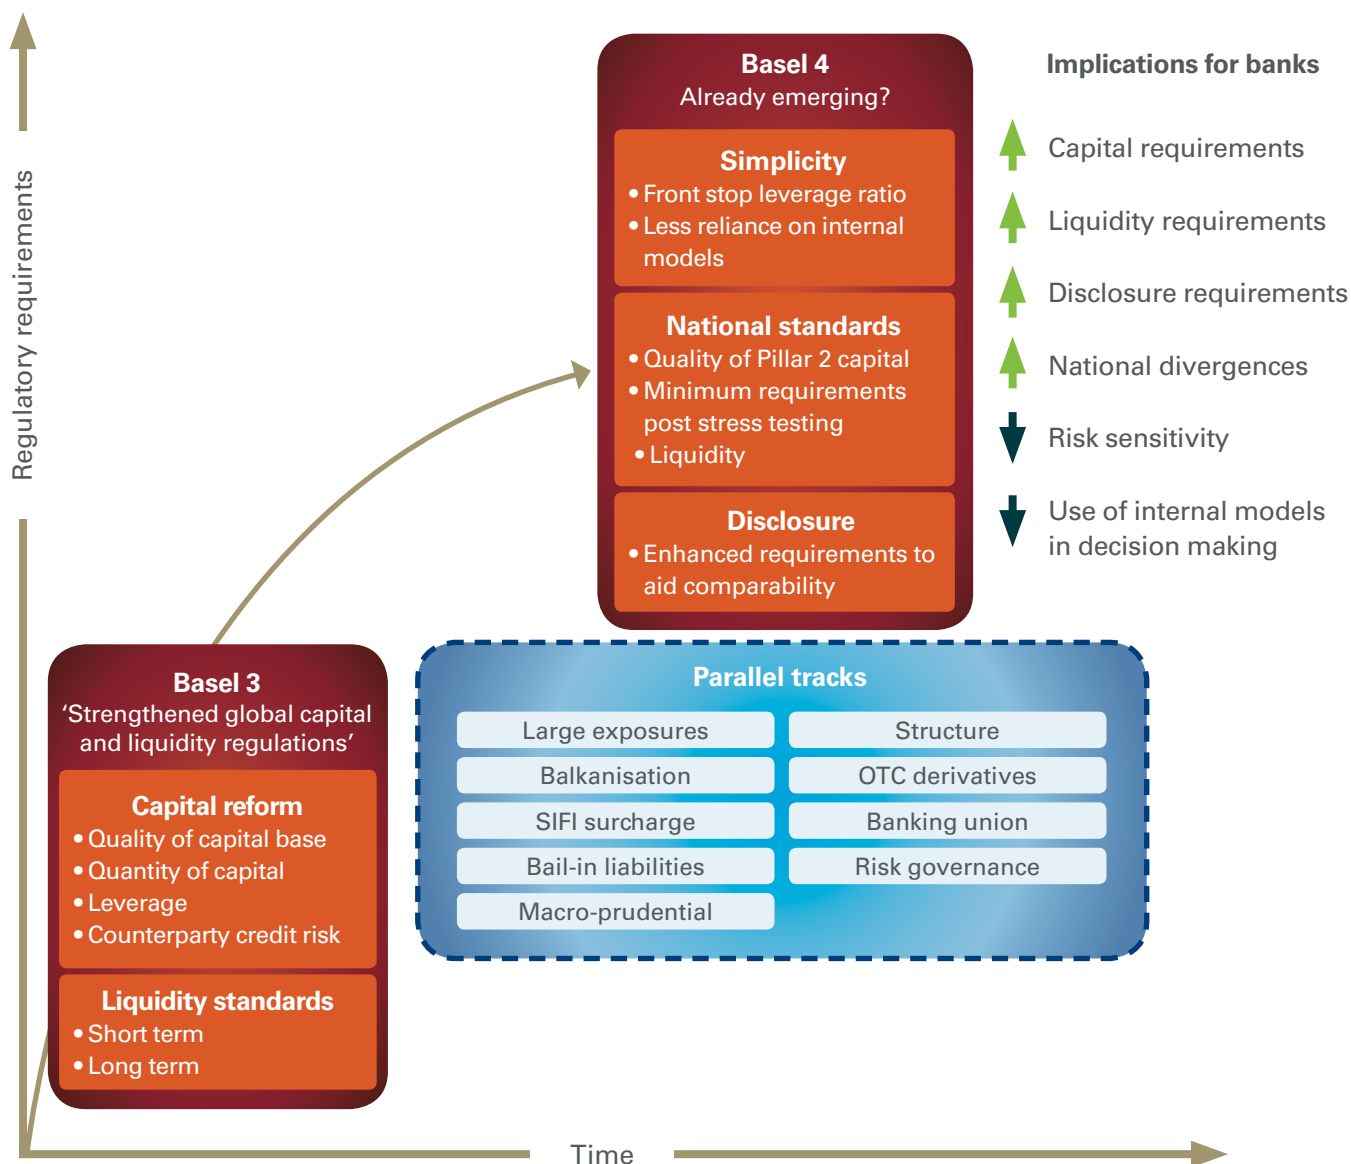 Regulatory requirements
Basel 4
Already emerging?
Simplicity
• Front stop leverage ratio
• Less reliance on internal
models
National standards
• Quality of Pillar 2 capital
• Minimum requirements
post stress testing
• Liquidity
Disclosure
• Enhanced requirements to
aid comparability
Implications for banks
Capital requirements
Liquidity requirements
Disclosure requirements
National divergences
Risk sensitivity
Use of internal models
in decision making
Basel 3
‘Strengthened global capital
and liquidity regulations’
Capital reform
• Quality of capital base
• Quantity of capital
• Leverage
• Counterparty credit risk
Liquidity standards
• Short term
• Long term
Parallel tracks
Large exposures
Structure
Balkanisation
OTC derivatives
SIFI surcharge
Banking union
Bail-in liabilities
Risk governance
Macro-prudential
Time